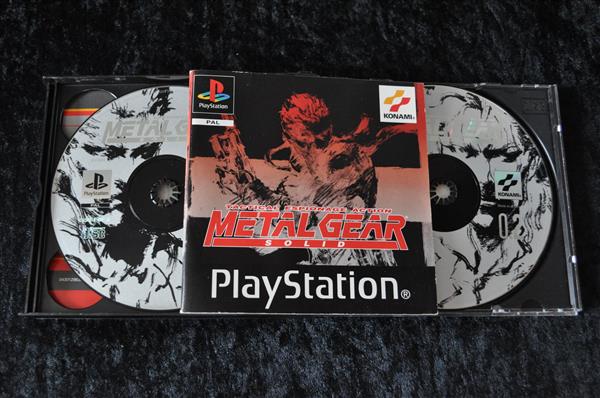 PlayStation
PAL
KONAMI
TACTICAL ESPIONAGE ACTION
METAL GEAR
SOLID
PlayStation®
METAL GEAR